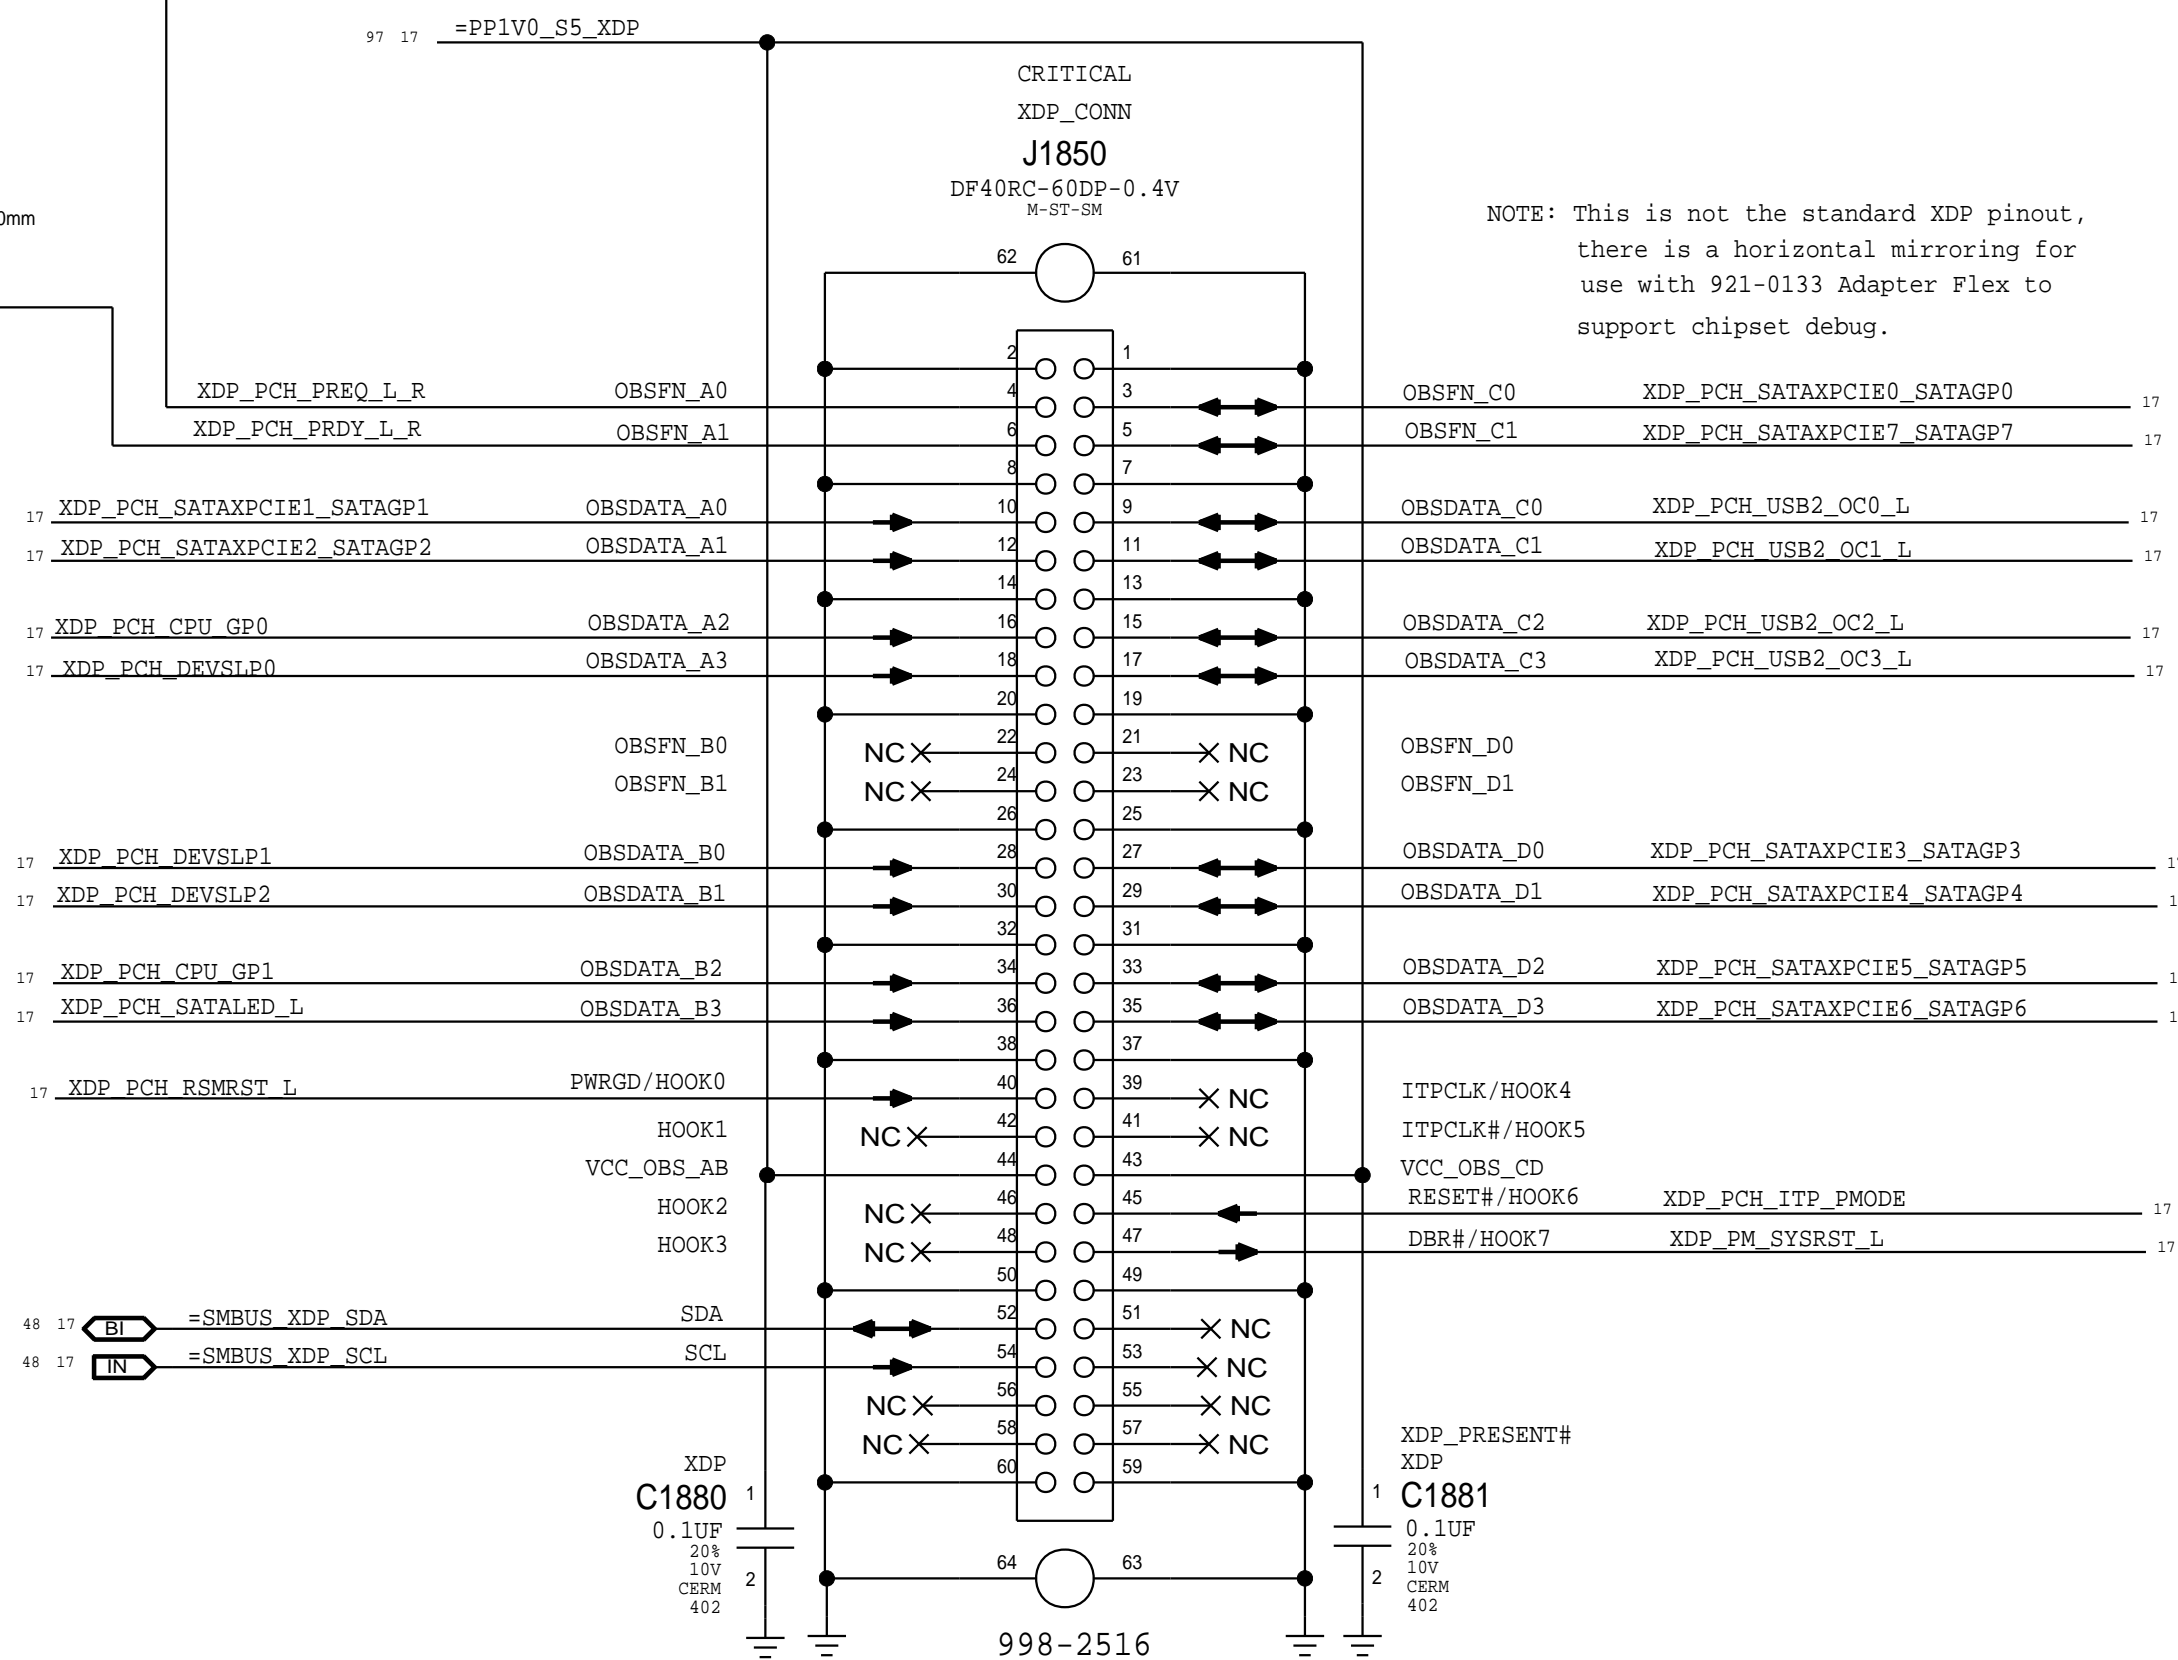 97 17 =PP1V0_S5_XDP
CRITICAL
XDP_CONN
J1850
DF40RC-60DP-0.4V
M-ST-SM
0mm
NOTE: This is not the standard XDP pinout,
there is a horizontal mirroring for
use with 921-0133 Adapter Flex to
support chipset debug.
62 61
2 1
XDP_PCH_PREQ_L_R OBSFN_A0 4 3 OBSFN_C0 XDP_PCH_SATAXPCIE0_SATAGP0 17
XDP_PCH_PRDY_L_R OBSFN_A1 6 5 OBSFN_C1 XDP_PCH_SATAXPCIE7_SATAGP7 17
8 7
17 XDP_PCH_SATAXPCIE1_SATAGP1 OBSDATA_A0 10 9 OBSDATA_C0 XDP_PCH_USB2_OC0_L 17
17 XDP_PCH_SATAXPCIE2_SATAGP2 OBSDATA_A1 12 11 OBSDATA_C1 XDP_PCH_USB2_OC1_L 17
14 13
17 XDP_PCH_CPU_GP0 OBSDATA_A2 16 15 OBSDATA_C2 XDP_PCH_USB2_OC2_L 17
17 XDP_PCH_DEVSLP0 OBSDATA_A3 18 17 OBSDATA_C3 XDP_PCH_USB2_OC3_L 17
20 19
OBSFN_B0 NC 22 21 NC OBSFN_D0
OBSFN_B1 NC 24 23 NC OBSFN_D1
26 25
17 XDP_PCH_DEVSLP1 OBSDATA_B0 28 27 OBSDATA_D0 XDP_PCH_SATAXPCIE3_SATAGP3 17
17 XDP_PCH_DEVSLP2 OBSDATA_B1 30 29 OBSDATA_D1 XDP_PCH_SATAXPCIE4_SATAGP4 1
32 31
17 XDP_PCH_CPU_GP1 OBSDATA_B2 34 33 OBSDATA_D2 XDP_PCH_SATAXPCIE5_SATAGP5 1
17 XDP_PCH_SATALED_L OBSDATA_B3 36 35 OBSDATA_D3 XDP_PCH_SATAXPCIE6_SATAGP6 1
38 37
17 XDP_PCH_RSMRST_L PWRGD/HOOK0 40 39 NC ITPCLK/HOOK4
HOOK1 NC 42 41 NC ITPCLK#/HOOK5
VCC_OBS_AB 44 43 VCC_OBS_CD
HOOK2 NC 46 45 RESET#/HOOK6 XDP_PCH_ITP_PMODE 17
HOOK3 NC 48 47 DBR#/HOOK7 XDP_PM_SYSRST_L 17
50 49
48 17 BI =SMBUS_XDP_SDA SDA 52 51 NC
48 17 IN =SMBUS_XDP_SCL SCL 54 53 NC
NC 56 55 NC
NC 58 57 NC XDP_PRESENT#
60 59
XDP
C1880 1
0.1UF
20%
10V
CERM
402
2
XDP
1 C1881
0.1UF
20%
10V
CERM
402
2
64 63
998-2516